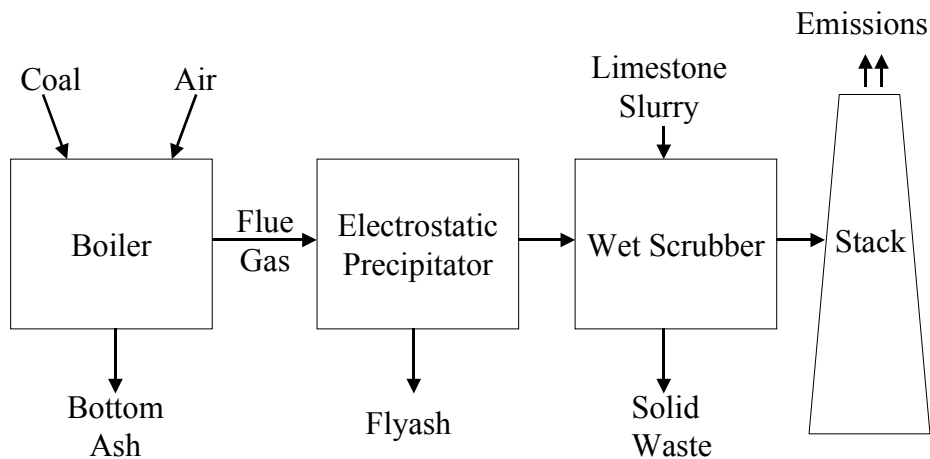 Emissions
Coal
Air
Limestone
Slurry
Boiler
Flue
Gas
Electrostatic
Precipitator
Wet Scrubber
Stack
Bottom
Ash
Flyash
Solid
Waste